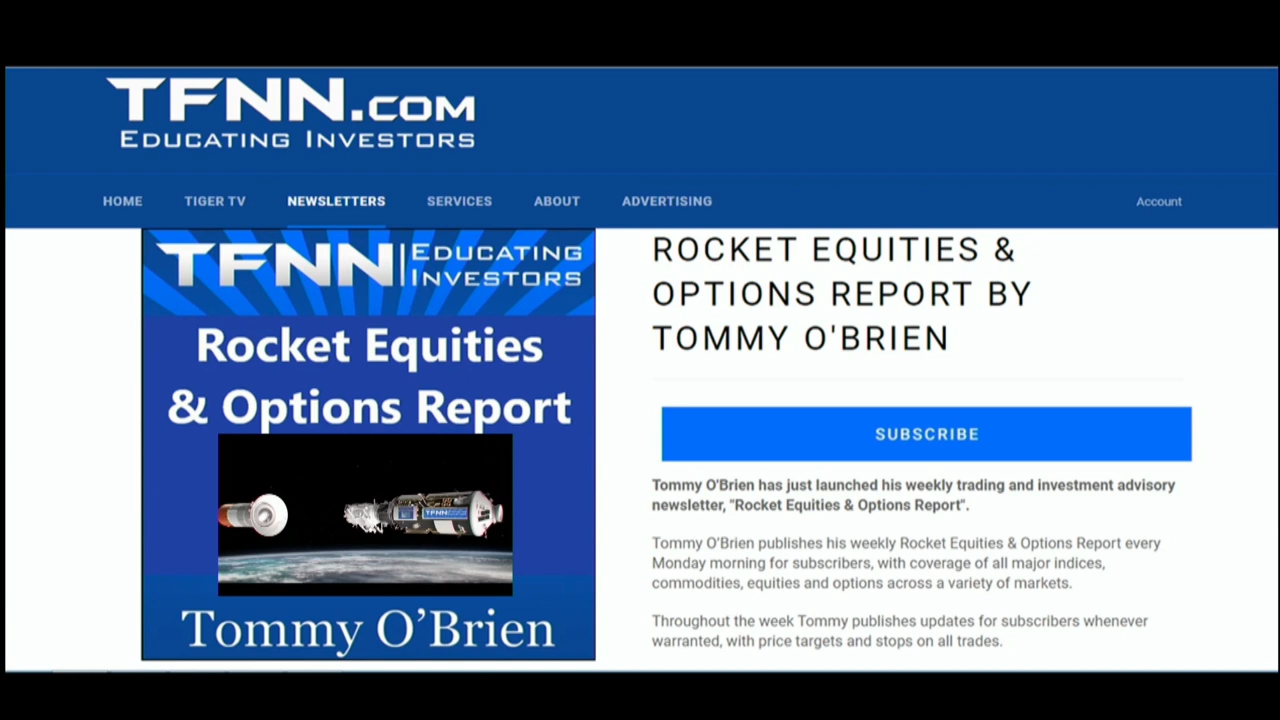 TFNN.COM
EDUCATING INVESTORS
HOME TIGER TV NEWSLETTERS SERVICES ABOUT ADVERTISING Account
TFNN EDUCATING
INVESTORS
Rocket Equities
& Options Report
TFNN
Tommy O’Brien
ROCKET EQUITIES &
OPTIONS REPORT BY
TOMMY O'BRIEN
SUBSCRIBE
Tommy O'Brien has just launched his weekly trading and investment advisory
newsletter, "Rocket Equities & Options Report".
Tommy O'Brien publishes his weekly Rocket Equities & Options Report every
Monday morning for subscribers, with coverage of all major indices,
commodities, equities and options across a variety of markets.
Throughout the week Tommy publishes updates for subscribers whenever
warranted, with price targets and stops on all trades.